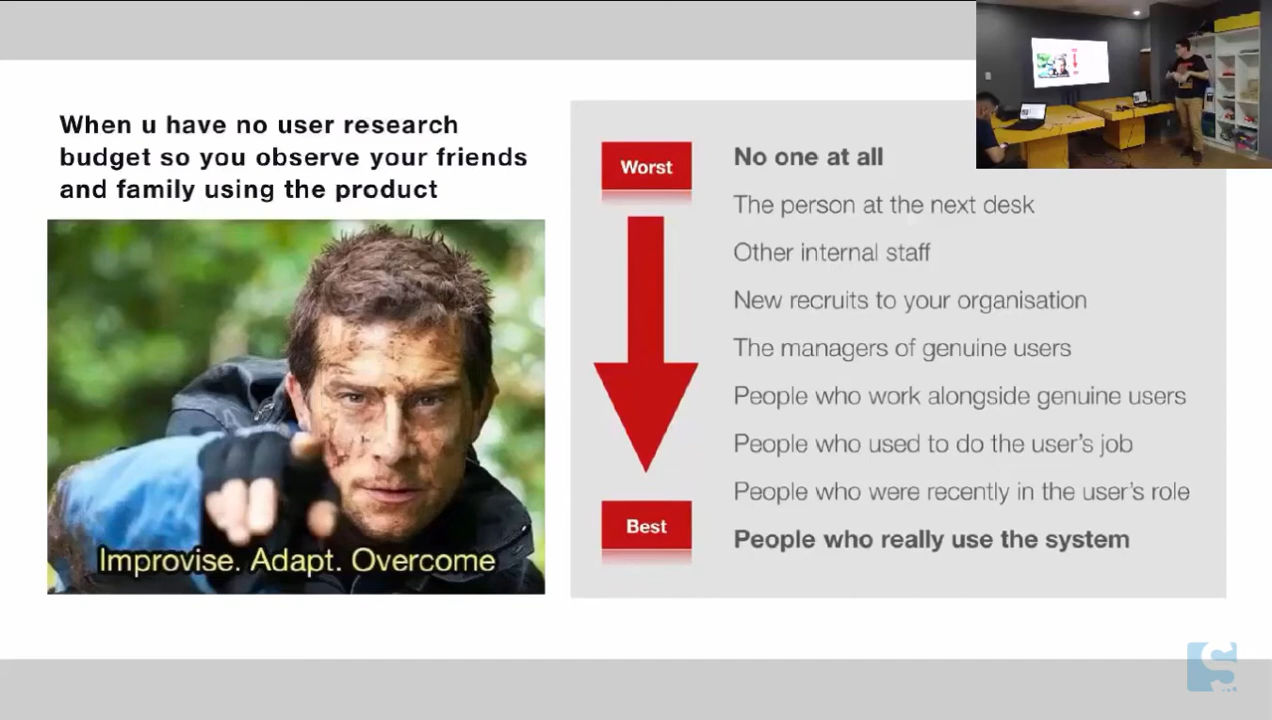 When u have no user research
budget so you observe your friends
and family using the product
Improvise. Adapt. Overcome
Worst
No one at all
The person at the next desk
Other internal staff
New recruits to your organisation
The managers of genuine users
People who work alongside genuine users
People who used to do the user's job
People who were recently in the user's role
Best
People who really use the system